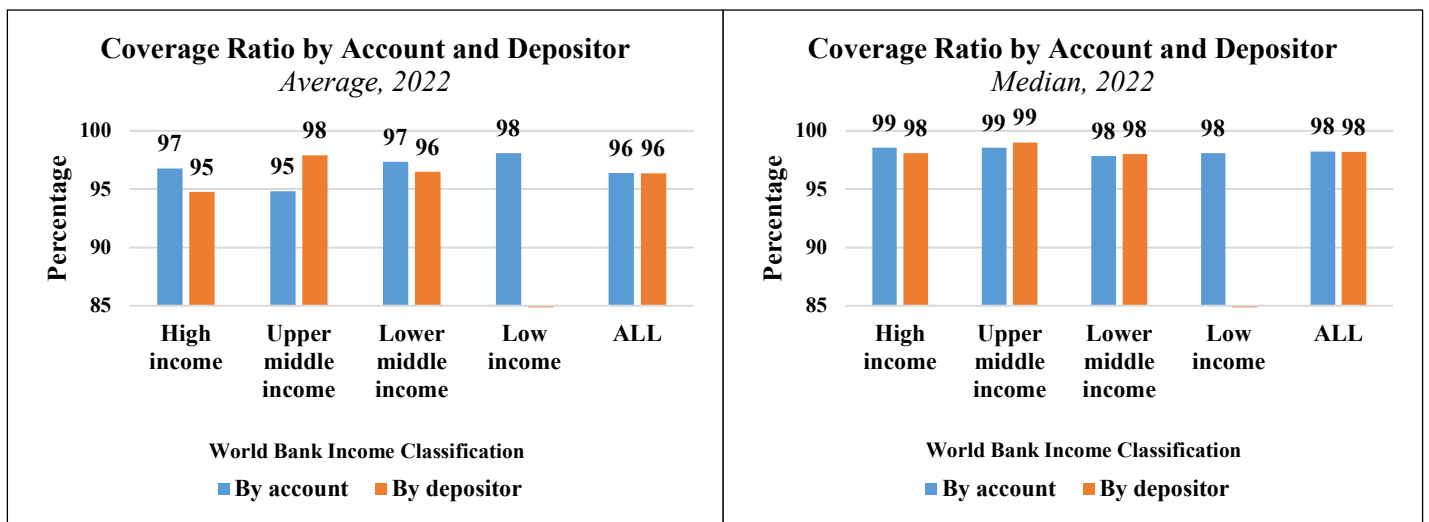 Coverage Ratio by Account and Depositor
Average, 2022
Percentage
100
95
90
85
97
95
95
98
97
96
98
96
96
High
income
Upper
middle
income
Lower
middle
income
Low
income
ALL
World Bank Income Classification
By account
By depositor
Coverage Ratio by Account and Depositor
Median, 2022
Percentage
100
95
90
85
99
98
99
99
98
98
98
98
98
High
income
Upper
middle
income
Lower
middle
income
Low
income
ALL
World Bank Income Classification
By account
By depositor